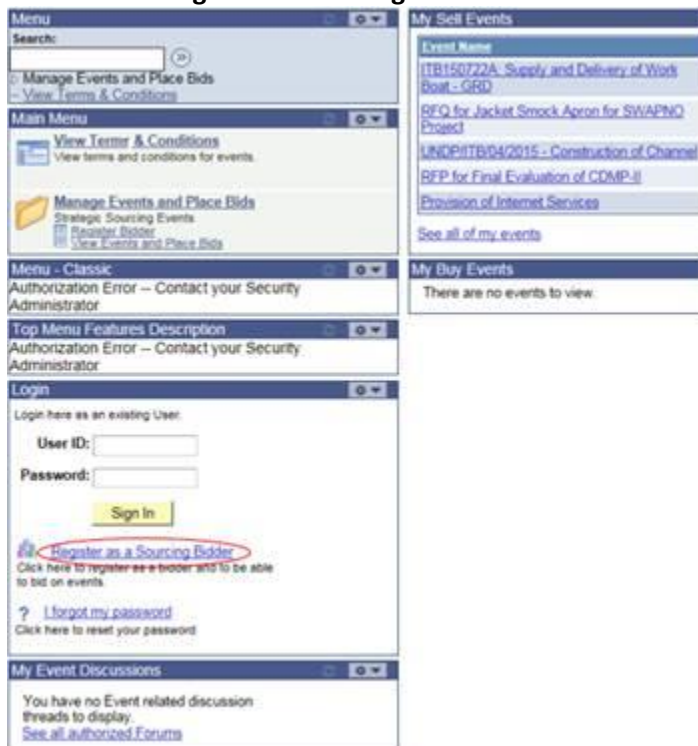 Menu
Search:
Manage Events and Place Bids
– View Terms & Conditions
Main Menu
View Terms & Conditions
View terms and conditions for events.
Manage Events and Place Bids
Strategic Sourcing Events
Register Bidder
View Events and Place Bids
Menu - Classic
Authorization Error -- Contact your Security
Administrator
Top Menu Features Description
Authorization Error -- Contact your Security
Administrator
Login
Login here as an existing User.
User ID:
Password:
Sign In
Register as a Sourcing Bidder
Click here to register as a bidder and to be able
to bid on events.
? I forgot my password
Click here to reset your password
My Event Discussions
You have no Event related discussion
threads to display.
See all authorized Forums
My Sell Events
Event Name
ITB150722A: Supply and Delivery of Work
Boat - GRD
RFQ for Jacket Smock Apron for SWAPNO
Project
UNDP/ITB/04/2015 - Construction of Channel
RFP for Final Evaluation of CDMP-II
Provision of Internet Services
See all of my events
My Buy Events
There are no events to view.